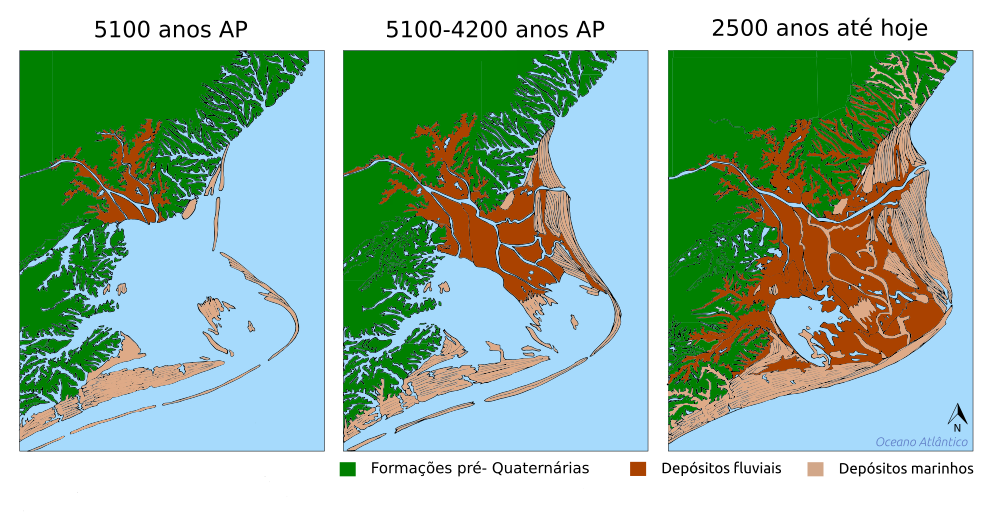 5100 anos AP
5100-4200 anos AP
2500 anos até hoje
N
Oceano Atlântico
Formações pré- Quaternárias
Depósitos fluviais
Depósitos marinhos